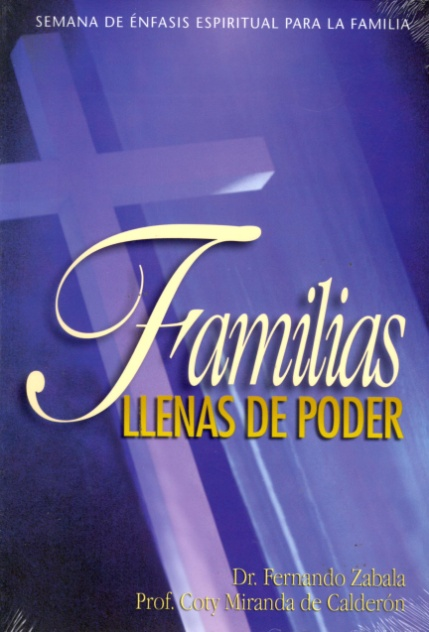 SEMANA DE ÉNFASIS ESPIRITUAL PARA LA FAMILIA
Familias
LLENAS DE PODER
Dr. Fernando Zabala
Prof. Coty Miranda de Calderón